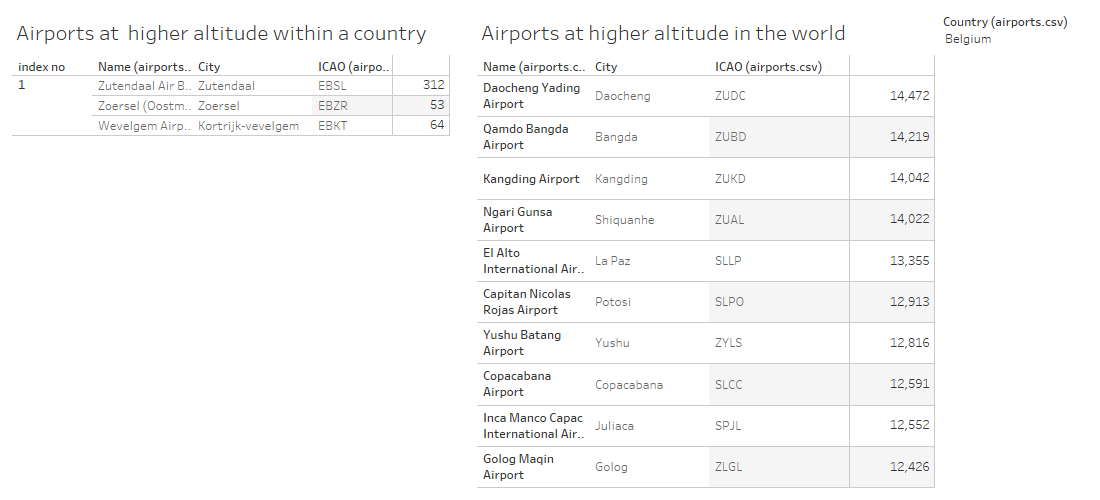 Airports at  higher altitude within a country
index no Name (airports.. City ICAO (airpo..
1 Zutendaal Air B.. Zutendaal EBSL 312
Zoersel (Oostm.. Zoersel EBZR 53
Wevelgem Airp.. Kortrijk-vevelgem EBKT 64
Airports at higher altitude in the world
Name (airports.c.. City ICAO (airports.csv)
Daocheng Yading
Airport Daocheng ZUDC 14,472
Qamdo Bangda
Airport Bangda ZUBD 14,219
Kangding Airport Kangding ZUKD 14,042
Ngari Gunsa
Airport Shiquanhe ZUAL 14,022
El Alto
International Air.. La Paz SLLP 13,355
Capitan Nicolas
Rojas Airport Potosi SLPO 12,913
Yushu Batang
Airport Yushu ZYLS 12,816
Copacabana
Airport Copacabana SLCC 12,591
Inca Manco Capac
International Air.. Juliaca SPJL 12,552
Golog Maqin
Airport Golog ZLGL 12,426
Country (airports.csv)
Belgium